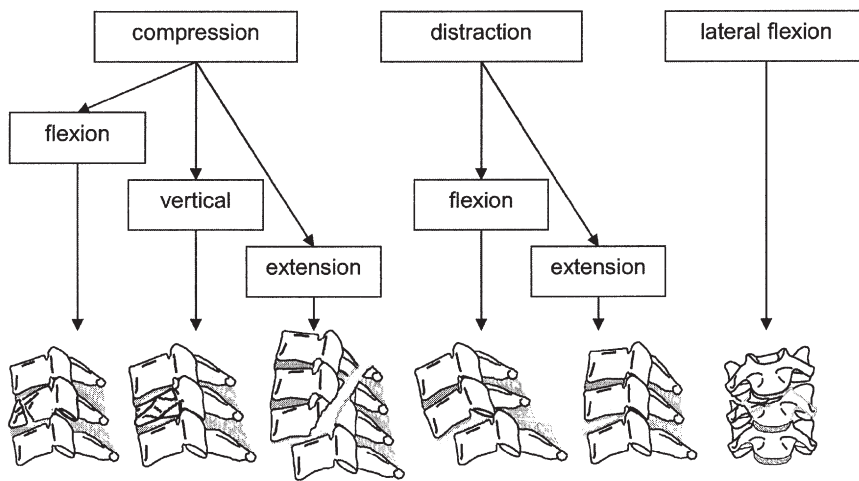 compression
distraction
lateral flexion
flexion
vertical
flexion
extension
extension